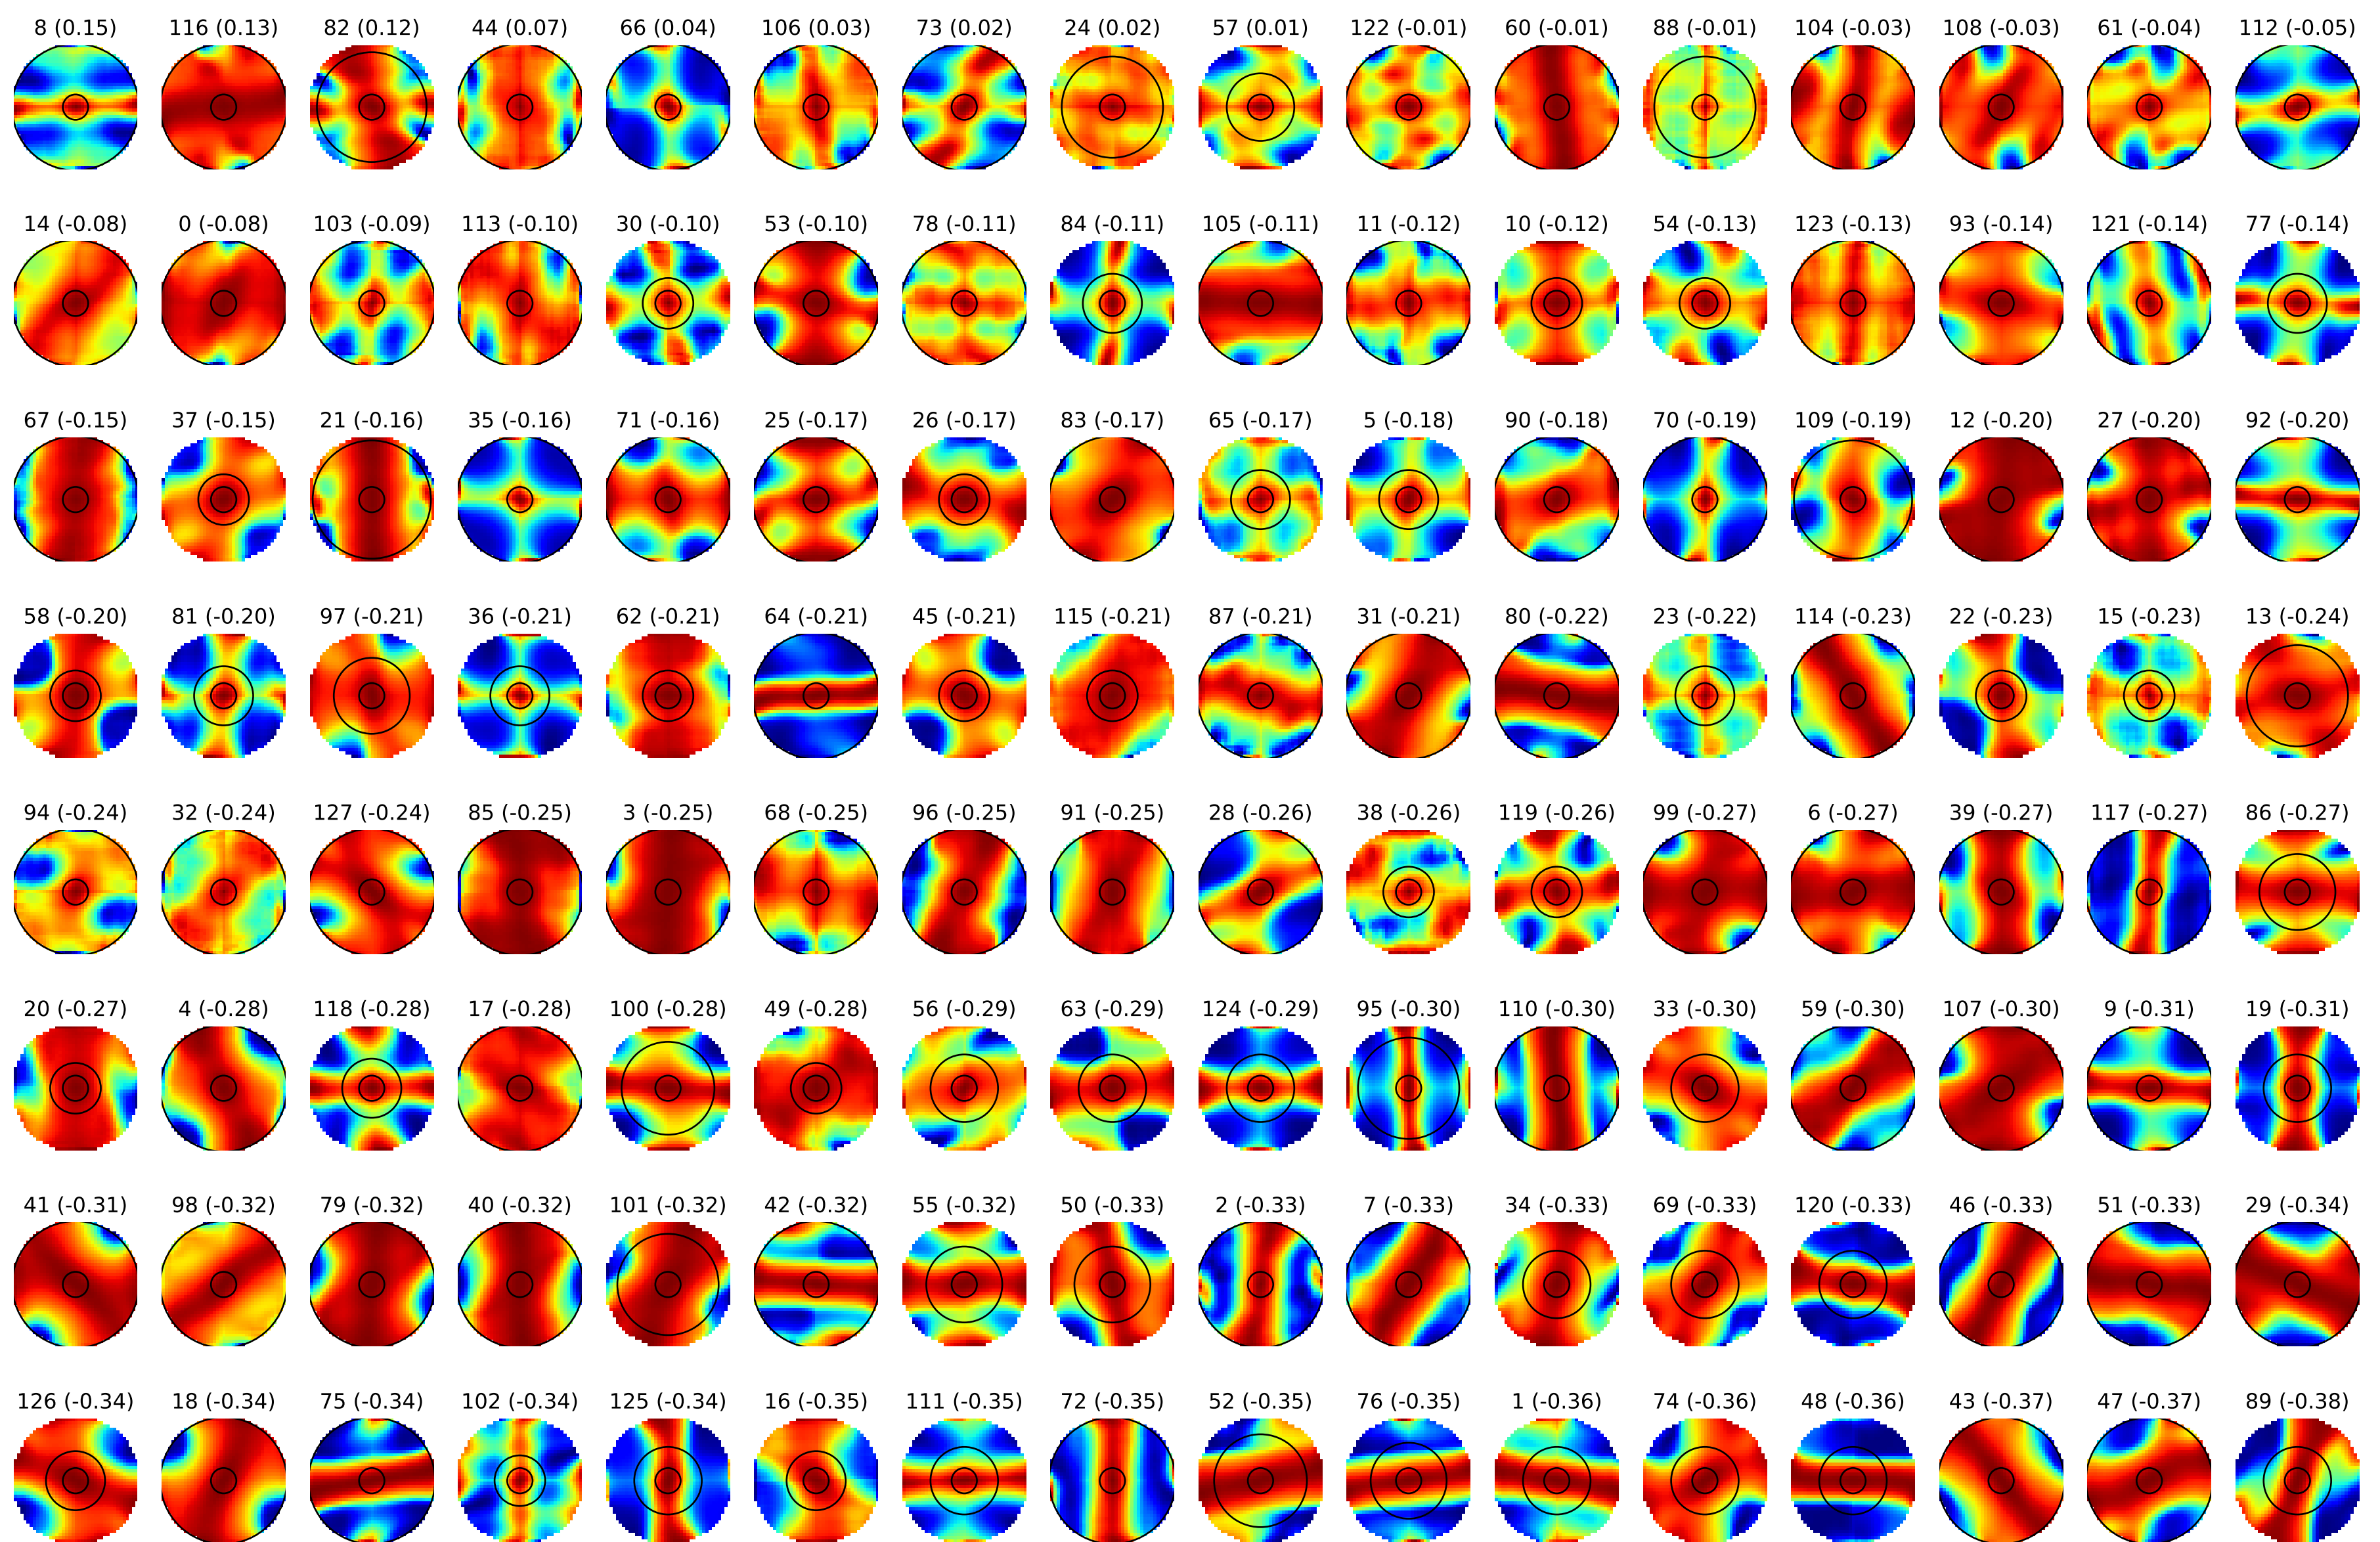 8 (0.15) 116 (0.13) 82 (0.12) 44 (0.07) 66 (0.04) 106 (0.03) 73 (0.02) 24 (0.02) 57 (0.01) 122 (-0.01) 60 (-0.01) 88 (-0.01) 104 (-0.03) 108 (-0.03) 61 (-0.04) 112 (-0.05)
14 (-0.08) 0 (-0.08) 103 (-0.09) 113 (-0.10) 30 (-0.10) 53 (-0.10) 78 (-0.11) 84 (-0.11) 105 (-0.11) 11 (-0.12) 10 (-0.12) 54 (-0.13) 123 (-0.13) 93 (-0.14) 121 (-0.14) 77 (-0.14)
67 (-0.15) 37 (-0.15) 21 (-0.16) 35 (-0.16) 71 (-0.16) 25 (-0.17) 26 (-0.17) 83 (-0.17) 65 (-0.17) 5 (-0.18) 90 (-0.18) 70 (-0.19) 109 (-0.19) 12 (-0.20) 27 (-0.20) 92 (-0.20)
58 (-0.20) 81 (-0.20) 97 (-0.21) 36 (-0.21) 62 (-0.21) 64 (-0.21) 45 (-0.21) 115 (-0.21) 87 (-0.21) 31 (-0.21) 80 (-0.22) 23 (-0.22) 114 (-0.23) 22 (-0.23) 15 (-0.23) 13 (-0.24)
94 (-0.24) 32 (-0.24) 127 (-0.24) 85 (-0.25) 3 (-0.25) 68 (-0.25) 96 (-0.25) 91 (-0.25) 28 (-0.26) 38 (-0.26) 119 (-0.26) 99 (-0.27) 6 (-0.27) 39 (-0.27) 117 (-0.27) 86 (-0.27)
20 (-0.27) 4 (-0.28) 118 (-0.28) 17 (-0.28) 100 (-0.28) 49 (-0.28) 56 (-0.29) 63 (-0.29) 124 (-0.29) 95 (-0.30) 110 (-0.30) 33 (-0.30) 59 (-0.30) 107 (-0.30) 9 (-0.31) 19 (-0.31)
41 (-0.31) 98 (-0.32) 79 (-0.32) 40 (-0.32) 101 (-0.32) 42 (-0.32) 55 (-0.32) 50 (-0.33) 2 (-0.33) 7 (-0.33) 34 (-0.33) 69 (-0.33) 120 (-0.33) 46 (-0.33) 51 (-0.33) 29 (-0.34)
126 (-0.34) 18 (-0.34) 75 (-0.34) 102 (-0.34) 125 (-0.34) 16 (-0.35) 111 (-0.35) 72 (-0.35) 52 (-0.35) 76 (-0.35) 1 (-0.36) 74 (-0.36) 48 (-0.36) 43 (-0.37) 47 (-0.37) 89 (-0.38)